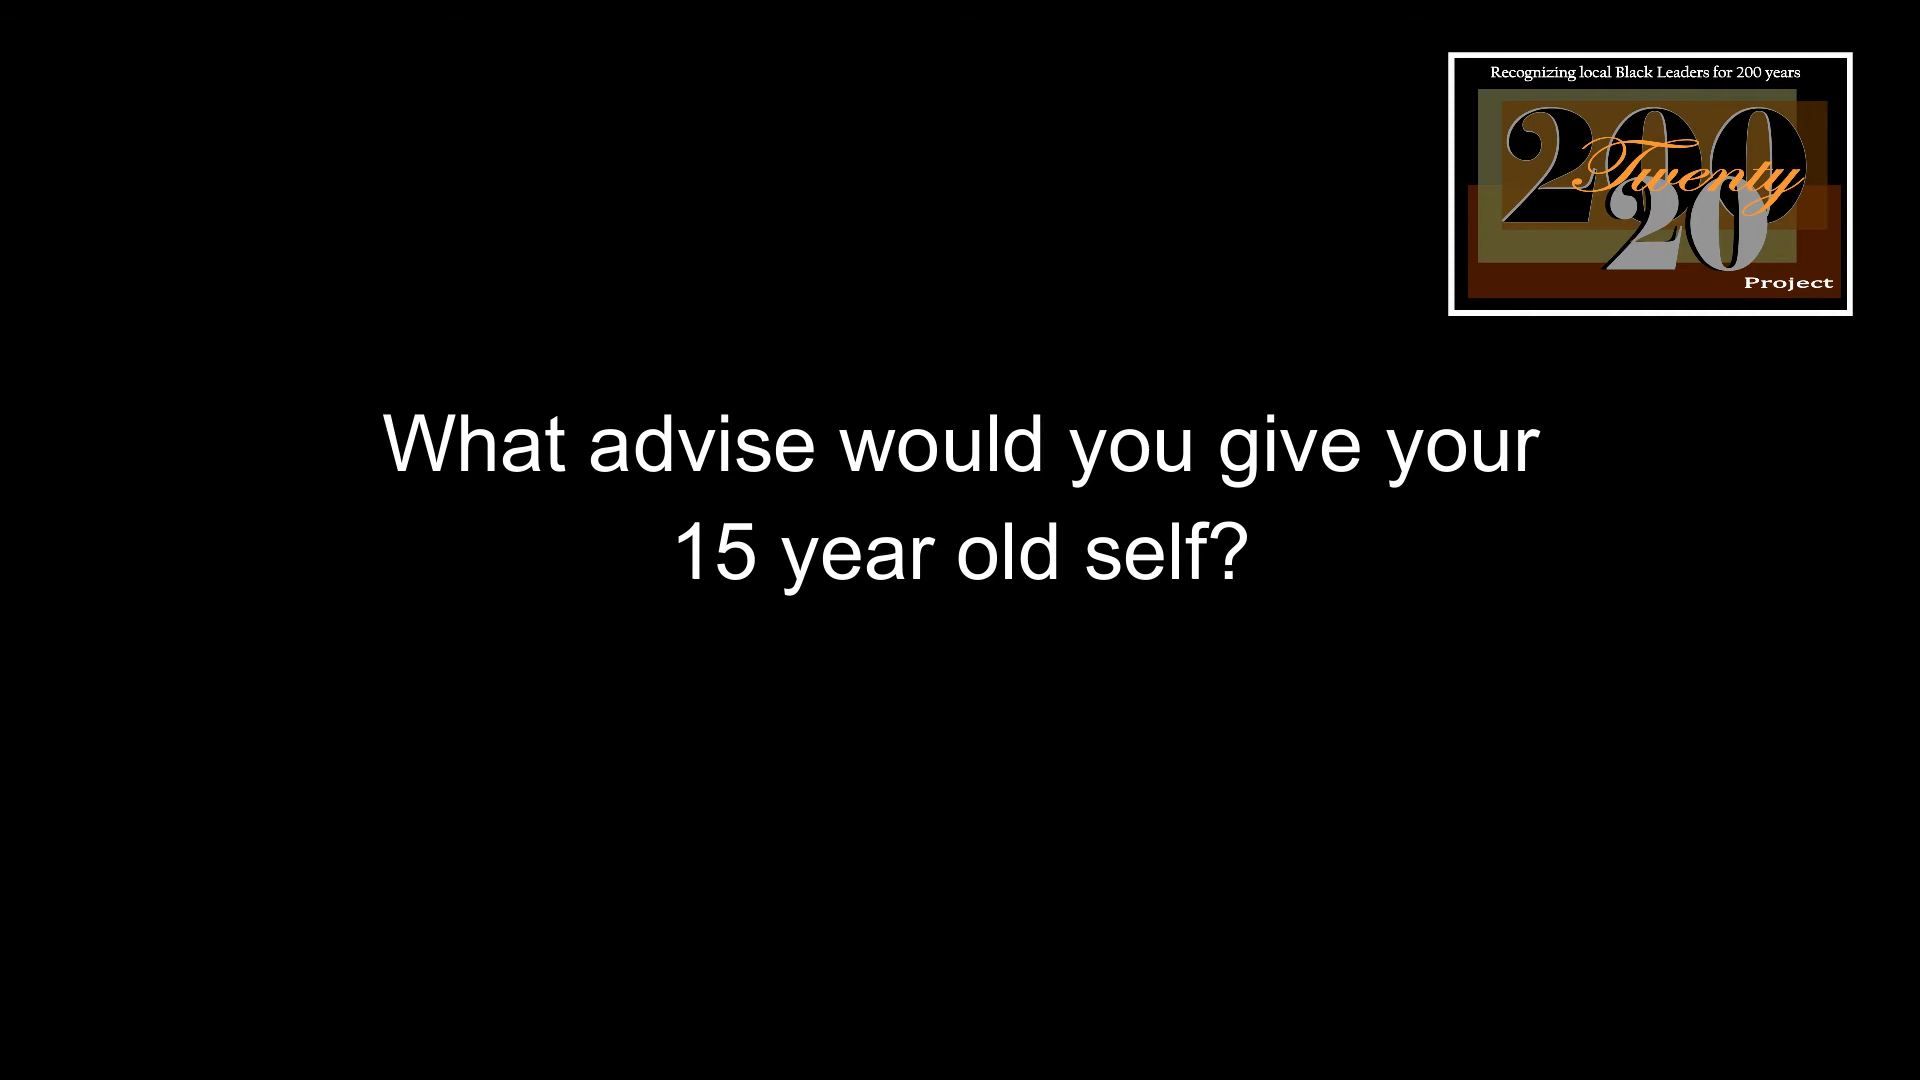 Recognizing local Black Leaders for 200 years
200
Twenty
20
Project
What advise would you give your
15 year old self?